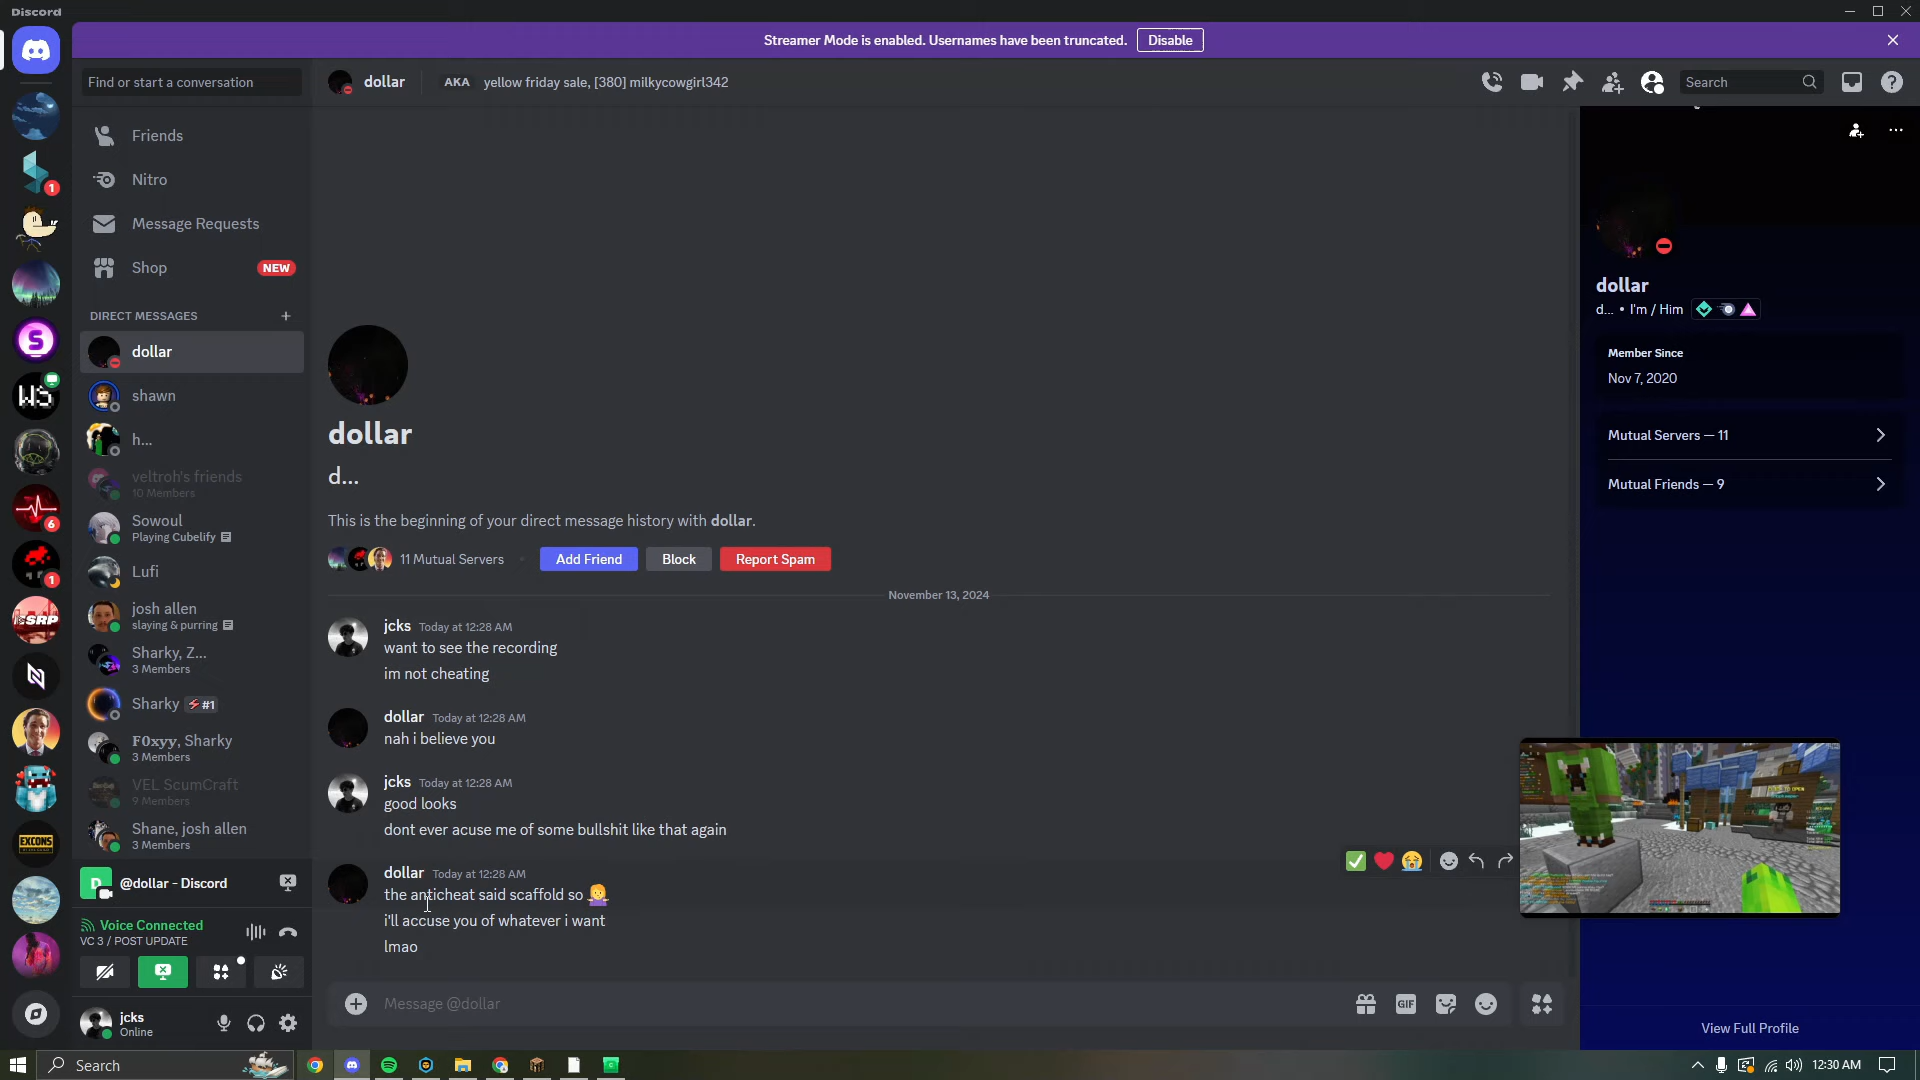 Discord
Streamer Mode is enabled. Usernames have been truncated.
Disable
Find or start a conversation
dollar
AKA
yellow friday sale, [380] milkycowgirl342
Search
Friends
Nitro
Message Requests
Shop
NEW
DIRECT MESSAGES
dollar
shawn
h...
veltroh's friends
10 Members
Sowoul
Playing Cubelify
Lufi
josh allen
slaying & purring
Sharky, Z...
3 Members
Sharky
#1
F0xyy, Sharky
3 Members
VEL ScumCraft
9 Members
Shane, josh allen
3 Members
@dollar - Discord
Voice Connected
VC 3 / POST UPDATE
jcks
Online
1
S
WS
6
1
SRP
EXCONS
D
dollar
d...
This is the beginning of your direct message history with dollar.
11 Mutual Servers
Add Friend
Block
Report Spam
November 13, 2024
jcks Today at 12:28 AM
want to see the recording
im not cheating
dollar Today at 12:28 AM
nah i believe you
jcks Today at 12:28 AM
good looks
dont ever acuse me of some bullshit like that again
dollar Today at 12:28 AM
the anticheat said scaffold so 🤷‍♀️
i'll accuse you of whatever i want
lmao
Message @dollar
GIF
dollar
d... • I'm / Him
Member Since
Nov 7, 2020
Mutual Servers — 11
Mutual Friends — 9
View Full Profile
Search
12:30 AM